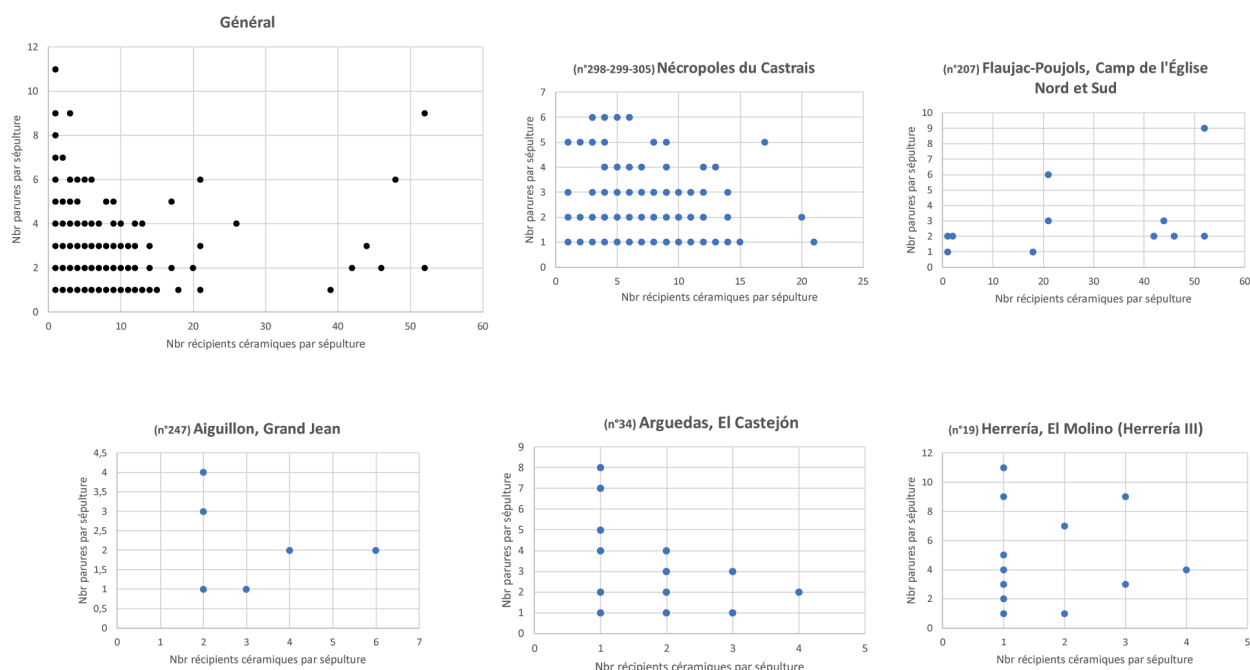 Général
12
10
8
6
4
2
0
Nbr parures par sépulture
0 10 20 30 40 50 60
Nbr récipients céramiques par sépulture
(n°298-299-305) Nécropoles du Castrais
7
6
5
4
3
2
1
0
Nbr parures par sépulture
0 5 10 15 20 25
Nbr récipients céramiques par sépulture
(n°207) Flaujac-Poujols, Camp de l'Église
Nord et Sud
10
9
8
7
6
5
4
3
2
1
0
Nbr parures par sépulture
0 10 20 30 40 50 60
Nbr récipients céramiques par sépulture
(n°247) Aiguillon, Grand Jean
4,5
4
3,5
3
2,5
2
1,5
1
0,5
0
Nbr parures par sépulture
0 1 2 3 4 5 6 7
Nbr récipients céramiques par sépulture
(n°34) Arguedas, El Castejón
9
8
7
6
5
4
3
2
1
0
Nbr parures par sépulture
0 1 2 3 4 5
Nbr récipients céramiques par sépulture
(n°19) Herrería, El Molino (Herrería III)
12
10
8
6
4
2
0
Nbr parures par sépulture
0 1 2 3 4 5
Nbr récipients céramiques par sépulture